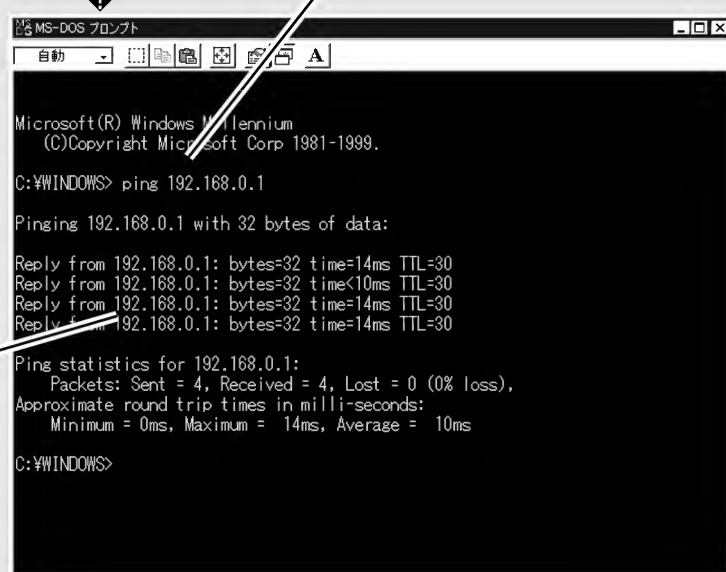 MS-DOS プロンプト
自動 A
Microsoft(R) Windows Millennium
(C)Copyright Microsoft Corp 1981-1999.
C:¥WINDOWS> ping 192.168.0.1
Pinging 192.168.0.1 with 32 bytes of data:
Reply from 192.168.0.1: bytes=32 time=14ms TTL=30
Reply from 192.168.0.1: bytes=32 time<10ms TTL=30
Reply from 192.168.0.1: bytes=32 time=14ms TTL=30
Reply from 192.168.0.1: bytes=32 time=14ms TTL=30
Ping statistics for 192.168.0.1:
Packets: Sent = 4, Received = 4, Lost = 0 (0% loss),
Approximate round trip times in milli-seconds:
Minimum = 0ms, Maximum =  14ms, Average =  10ms
C:¥WINDOWS>